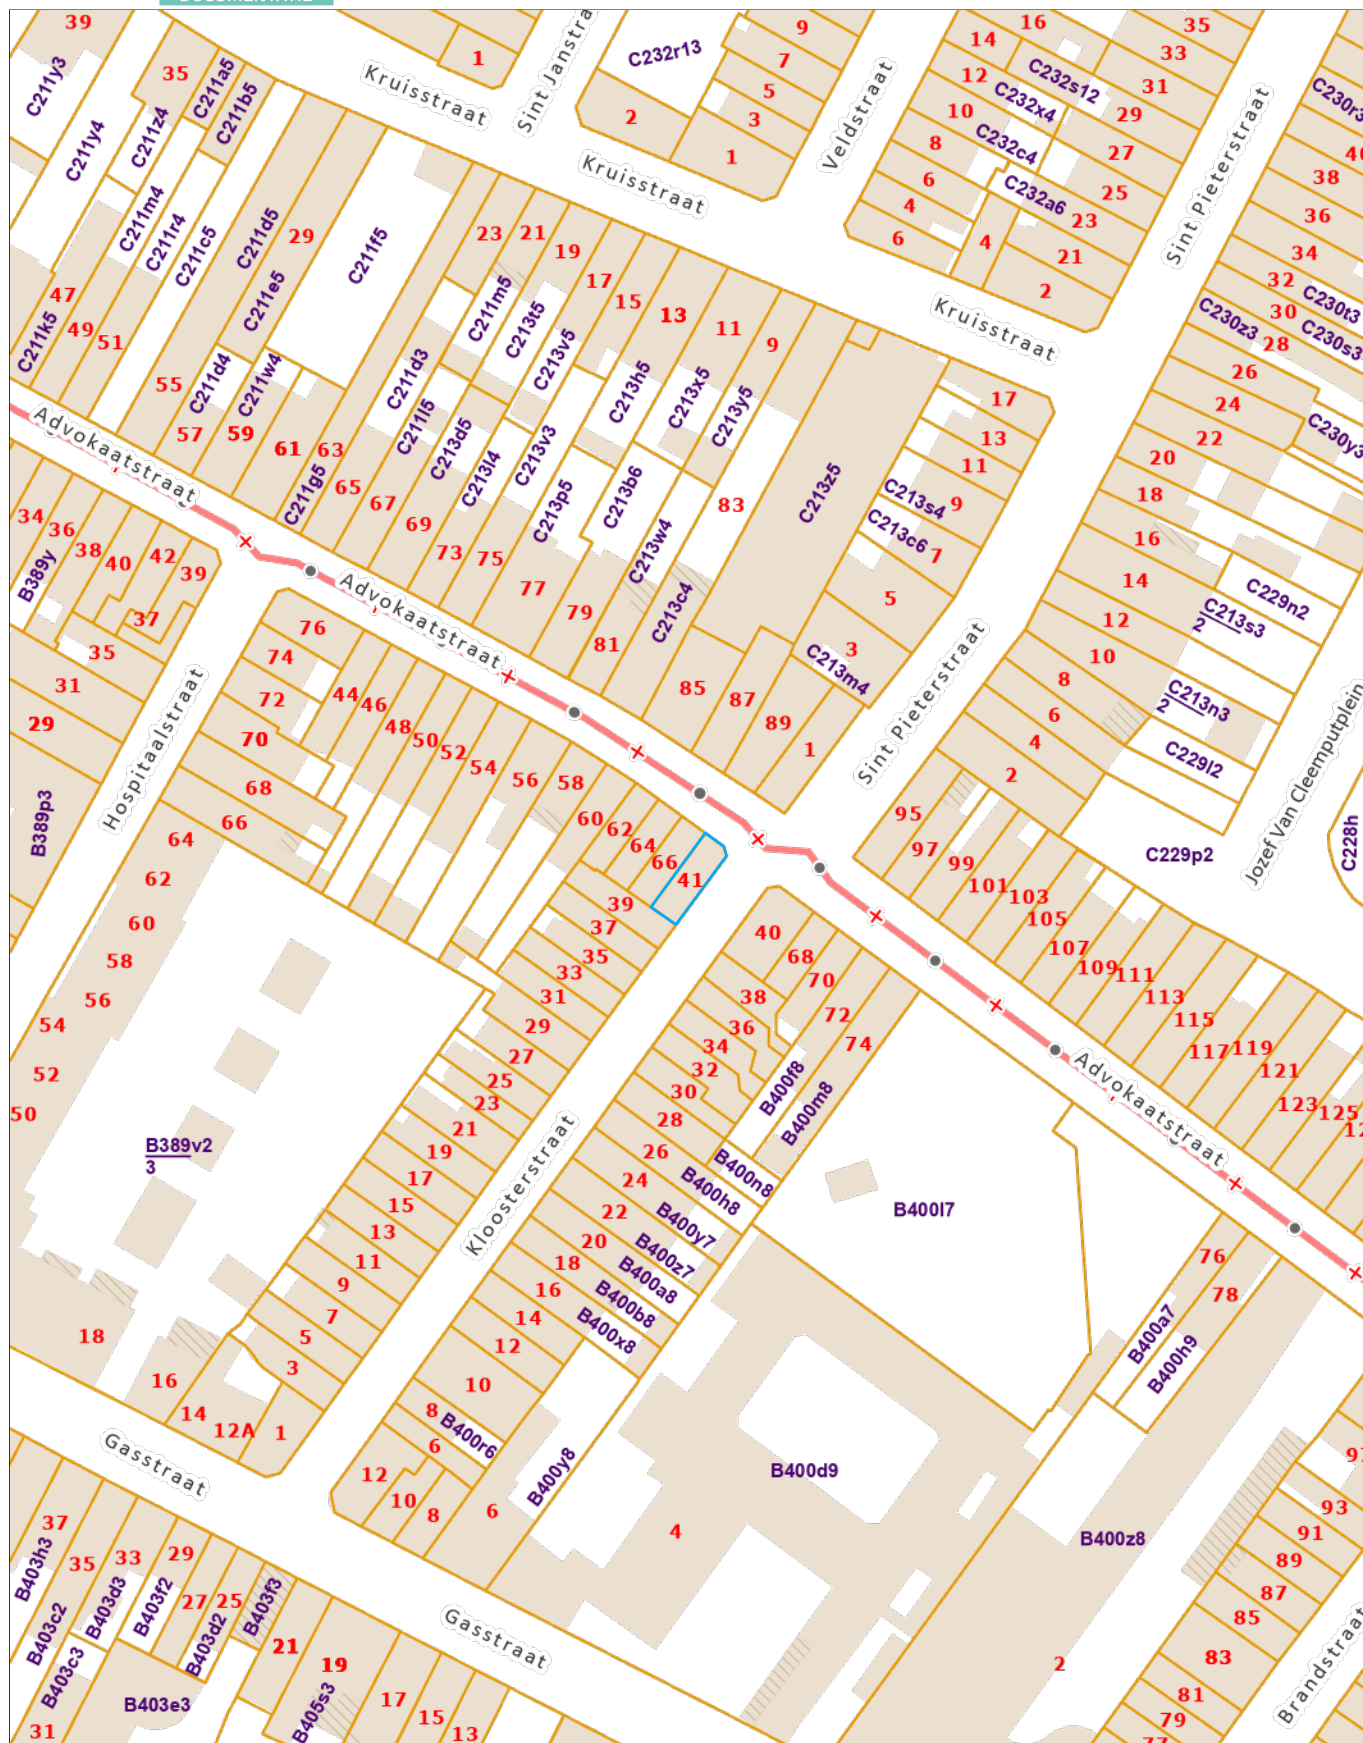 39
35
C211a5
C211b5
C211y3
C211z4
C211y4
Kruisstraat
1
Sint Janstra
C232r13
2
9
7
5
3
1
Kruisstraat
Veldstraat
16
14
12
10
8
6
4
6
C232s12
C232x4
C232c4
C232a6
4
35
33
31
29
27
25
23
21
2
Sint Pieterstraat
C230r3
40
38
36
34
32
30
28
C230t3
C230s3
C230z3
26
24
22
20
18
16
14
12
10
8
6
4
2
C230y3
C211m4
C211r4
C211c5
C211d5
29
C211e5
C211f5
47
49
51
C211k5
55
C211d4
C211w4
57
59
61
63
C211g5
65
67
69
73
75
77
79
81
23
21
19
17
15
13
11
9
C211m5
C213t5
C213v5
C213h5
C213x5
C213y5
C211d3
C211l5
C213d5
C213l4
C213v3
C213p5
C213b6
C213w4
C213c4
83
C213z5
Kruisstraat
17
13
11
9
7
5
3
C213s4
C213c6
C213m4
85
87
89
1
Advokaatstraat
Advokaatstraat
Sint Pieterstraat
C229n2
C213s3
2
C213n3
2
C229l2
C229p2
Jozef Van Cleemputplein
C228h
34
36
38
40
42
39
37
B389y
35
31
29
B389p3
Hospitaalstraat
76
74
72
70
68
66
44
46
48
50
52
54
56
58
60
62
64
66
41
39
37
35
33
31
29
27
25
23
21
19
17
15
13
11
9
7
5
3
1
64
62
60
58
56
54
52
50
B389v2
3
18
16
14
12A
Kloosterstraat
40
68
70
72
74
38
36
34
32
30
28
26
24
22
20
18
16
14
12
10
8
6
B400f8
B400m8
B400n8
B400h8
B400y7
B400z7
B400a8
B400b8
B400x8
B400r6
B400y8
12
10
8
6
4
95
97
99
101
103
105
107
109
111
113
115
117
119
121
123
125
12
Advokaatstraat
B400l7
76
78
B400a7
B400h9
B400d9
B400z8
2
97
93
91
89
87
85
83
81
79
77
Brandstraat
Gasstraat
Gasstraat
37
35
33
29
27
25
21
19
17
15
13
31
B403h3
B403c2
B403d3
B403f2
B403d2
B403f3
B403c3
B403e3
B405s3